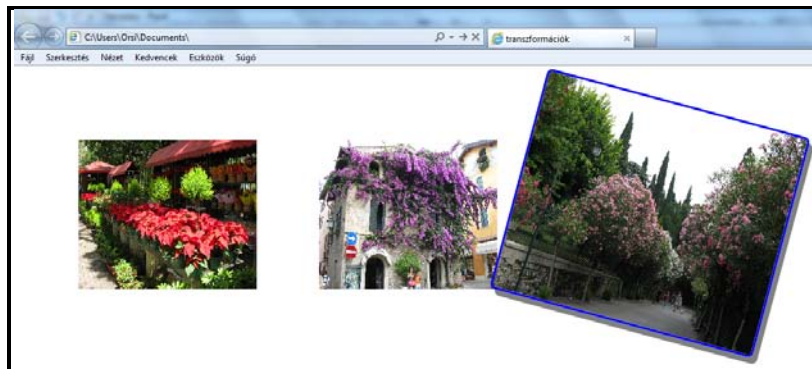 C:\Users\Orsi\Documents\
transzformációk
Fájl Szerkesztés Nézet Kedvencek Eszközök Súgó